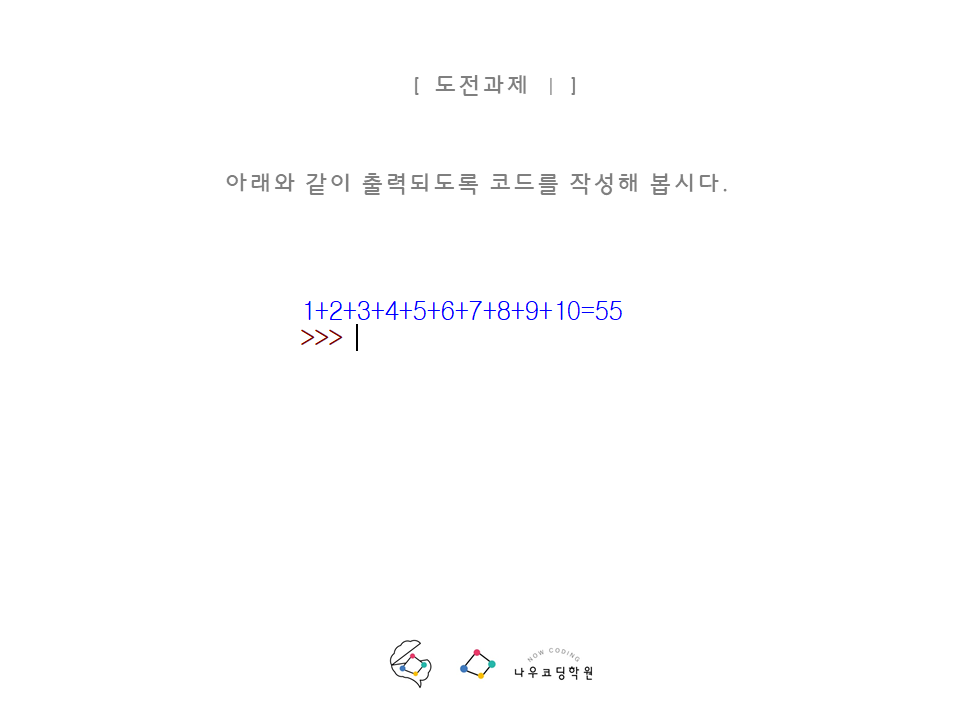 [ 도전과제 Ⅰ ]
아래와 같이 출력되도록 코드를 작성해 봅시다.
1+2+3+4+5+6+7+8+9+10=55
>>>
NOW CODING
나우코딩학원